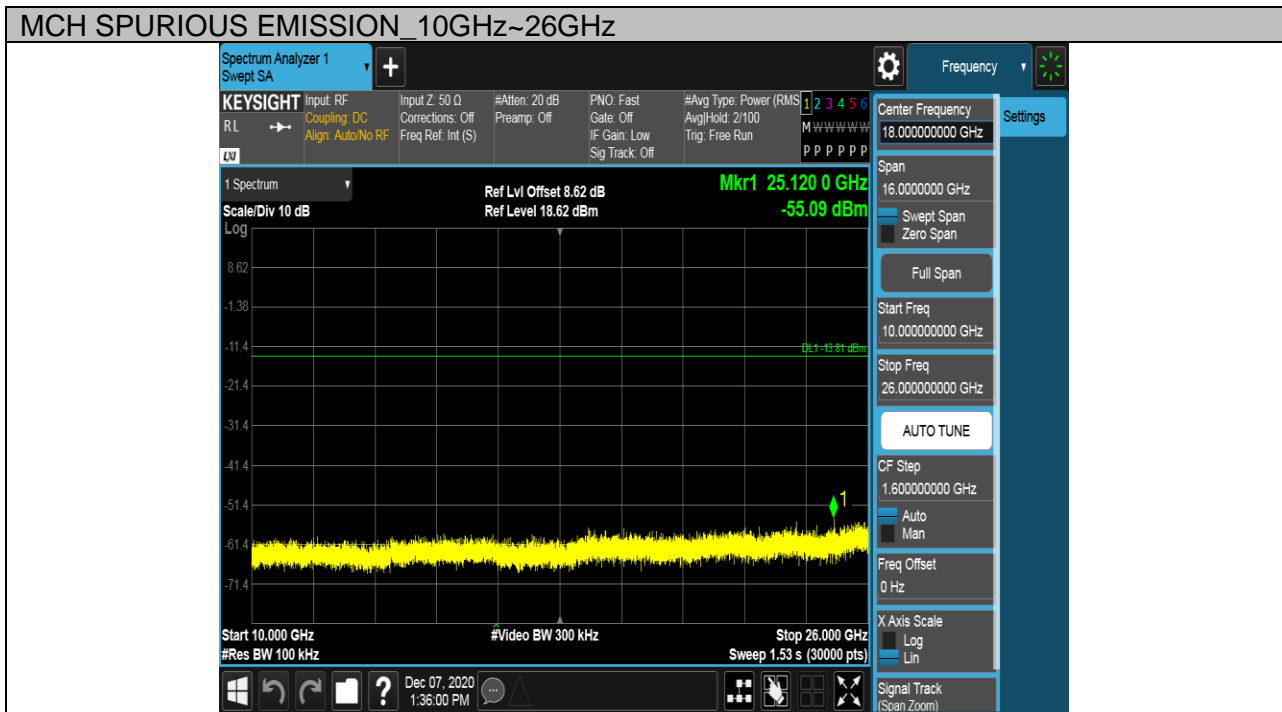 MCH SPURIOUS EMISSION_10GHz~26GHz
Spectrum Analyzer 1
Swept SA
+
Frequency
KEYSIGHT
RL
LXI
Input: RF
Coupling: DC
Align: Auto/No RF
Input Z: 50 Ω
Corrections: Off
Freq Ref: Int (S)
#Atten: 20 dB
Preamp: Off
PNO: Fast
Gate: Off
IF Gain: Low
Sig Track: Off
#Avg Type: Power (RMS
Avg|Hold: 2/100
Trig: Free Run
1 2 3 4 5 6
M W W W W W
P P P P P P
1 Spectrum
Scale/Div 10 dB
Ref Lvl Offset 8.62 dB
Ref Level 18.62 dBm
Mkr1 25.120 0 GHz
-55.09 dBm
Log
8.62
-1.38
-11.4
DL1 -13.81 dBm
-21.4
-31.4
-41.4
-51.4
1
-61.4
-71.4
Start 10.000 GHz
#Res BW 100 kHz
#Video BW 300 kHz
Stop 26.000 GHz
Sweep 1.53 s (30000 pts)
Center Frequency
18.000000000 GHz
Settings
Span
16.0000000 GHz
Swept Span
Zero Span
Full Span
Start Freq
10.000000000 GHz
Stop Freq
26.000000000 GHz
AUTO TUNE
CF Step
1.600000000 GHz
Auto
Man
Freq Offset
0 Hz
X Axis Scale
Log
Lin
Signal Track
(Span Zoom)
?
Dec 07, 2020
1:36:00 PM